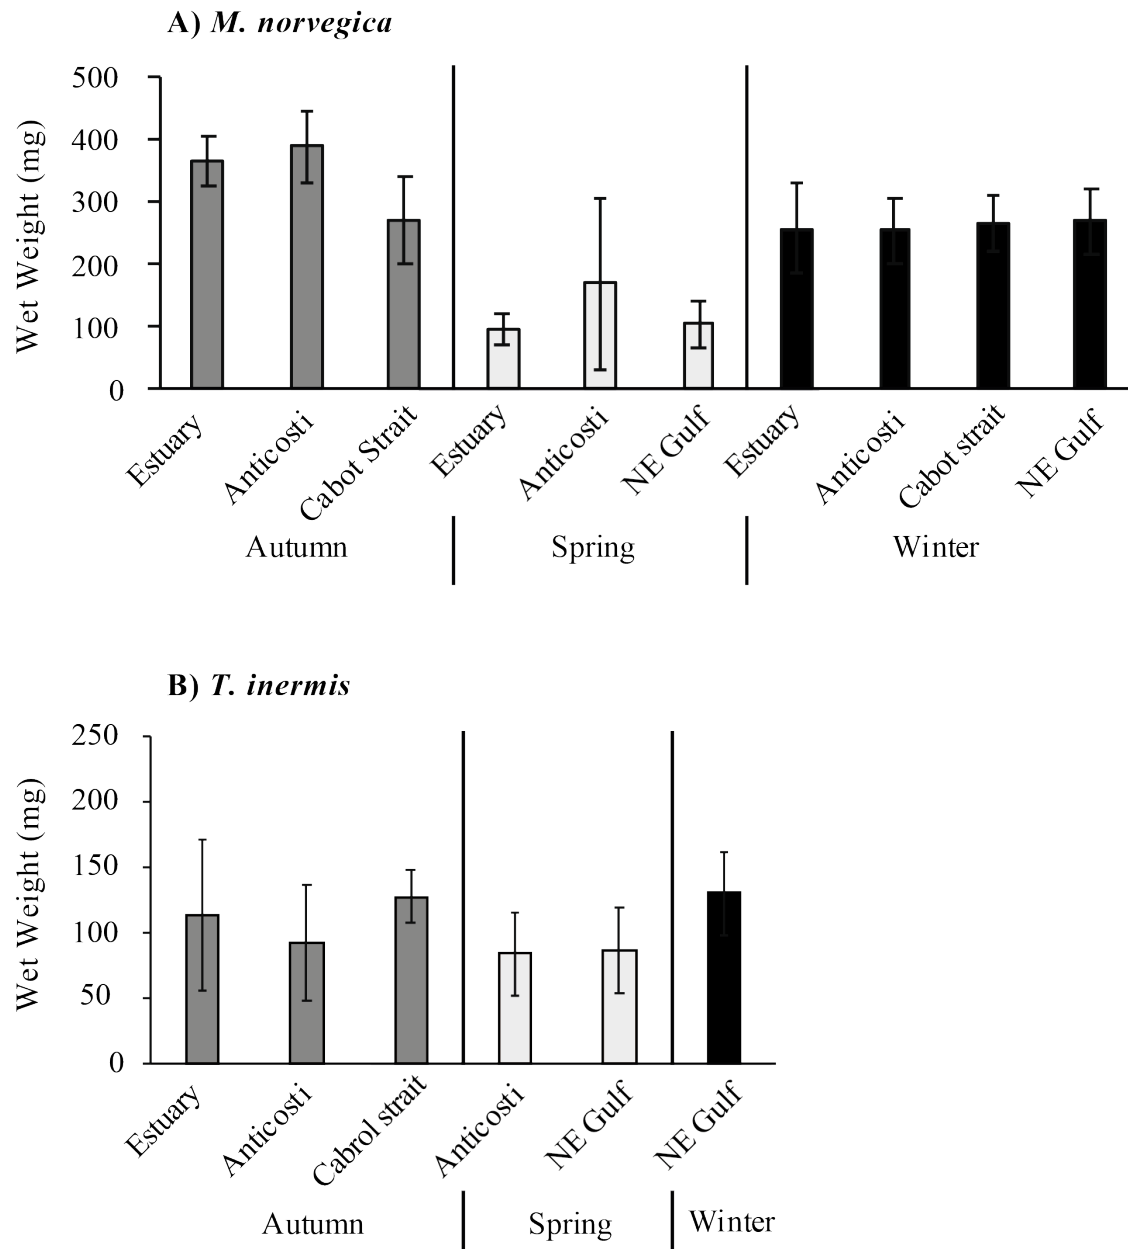 A) M. norvegica
Wet Weight (mg)
500
400
300
200
100
0
Estuary
Anticosti
Cabot Strait
Estuary
Anticosti
NE Gulf
Estuary
Anticosti
Cabot strait
NE Gulf
Autumn
Spring
Winter
B) T. inermis
Wet Weight (mg)
250
200
150
100
50
0
Estuary
Anticosti
Cabrol strait
Anticosti
NE Gulf
NE Gulf
Autumn
Spring
Winter